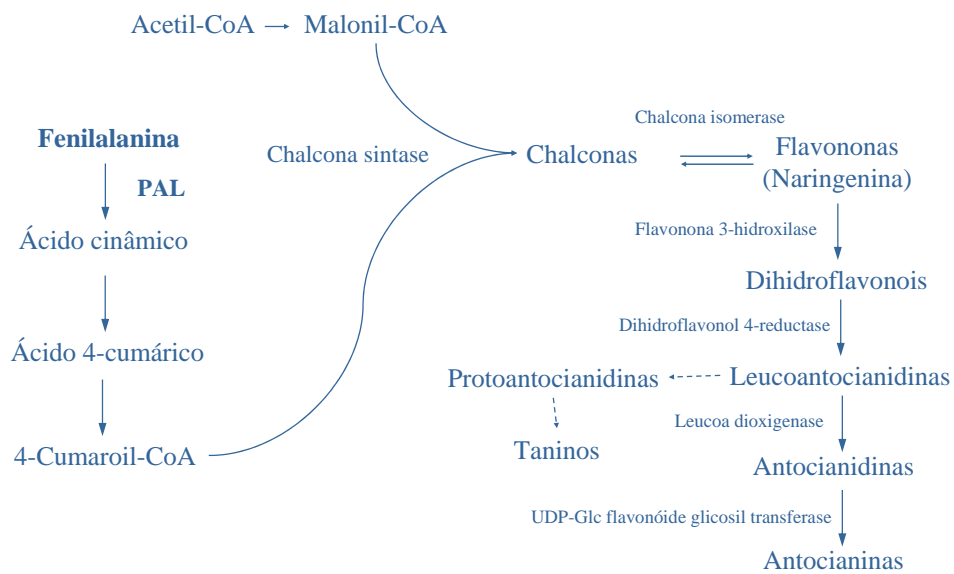 Acetil-CoA
Malonil-CoA
Fenilalanina
PAL
Ácido cinâmico
Ácido 4-cumárico
4-Cumaroil-CoA
Chalcona sintase
Chalconas
Chalcona isomerase
Flavononas
(Naringenina)
Flavonona 3-hidroxilase
Dihidroflavonois
Dihidroflavonol 4-reductase
Protoantocianidinas
Leucoantocianidinas
Taninos
Leucoa dioxigenase
Antocianidinas
UDP-Glc flavonóide glicosil transferase
Antocianinas